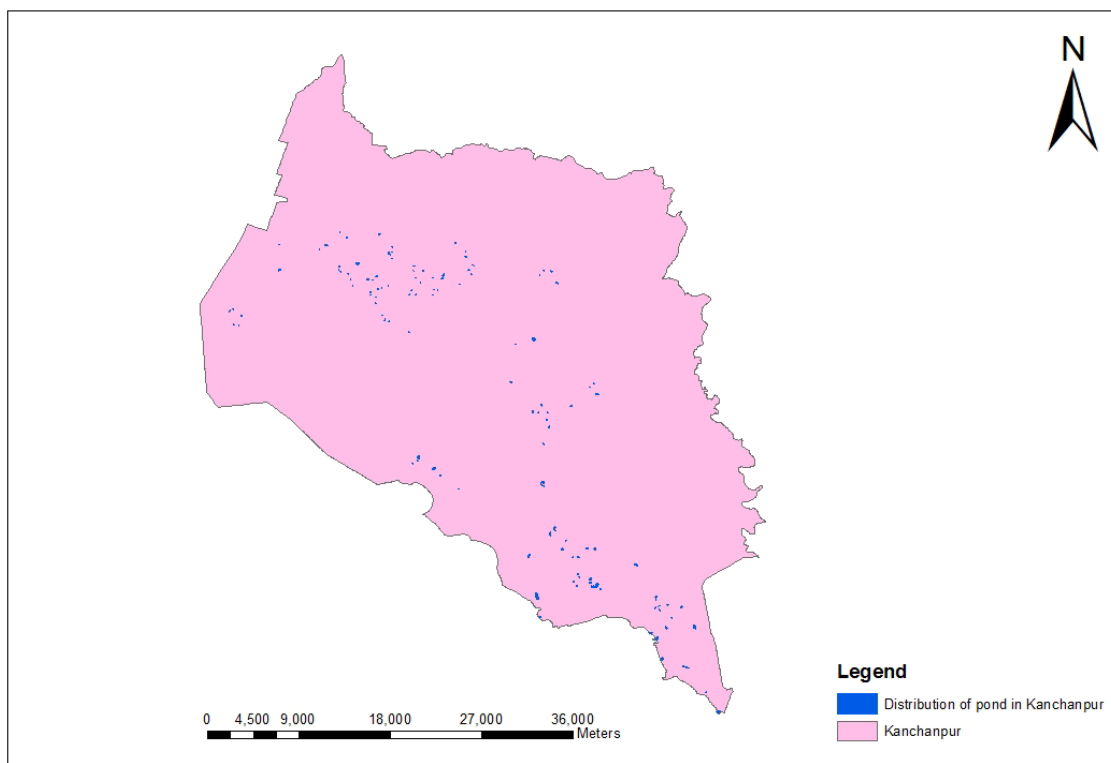 N
Legend
Distribution of pond in Kanchanpur
Kanchanpur
0 4,500 9,000 18,000 27,000 36,000
Meters